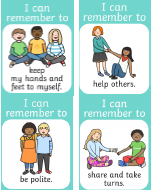 I can
remember to
keep
my hands and
feet to myself.
I can
remember to
help others.
I can
remember to
be polite.
I can
remember to
share and take
turns.